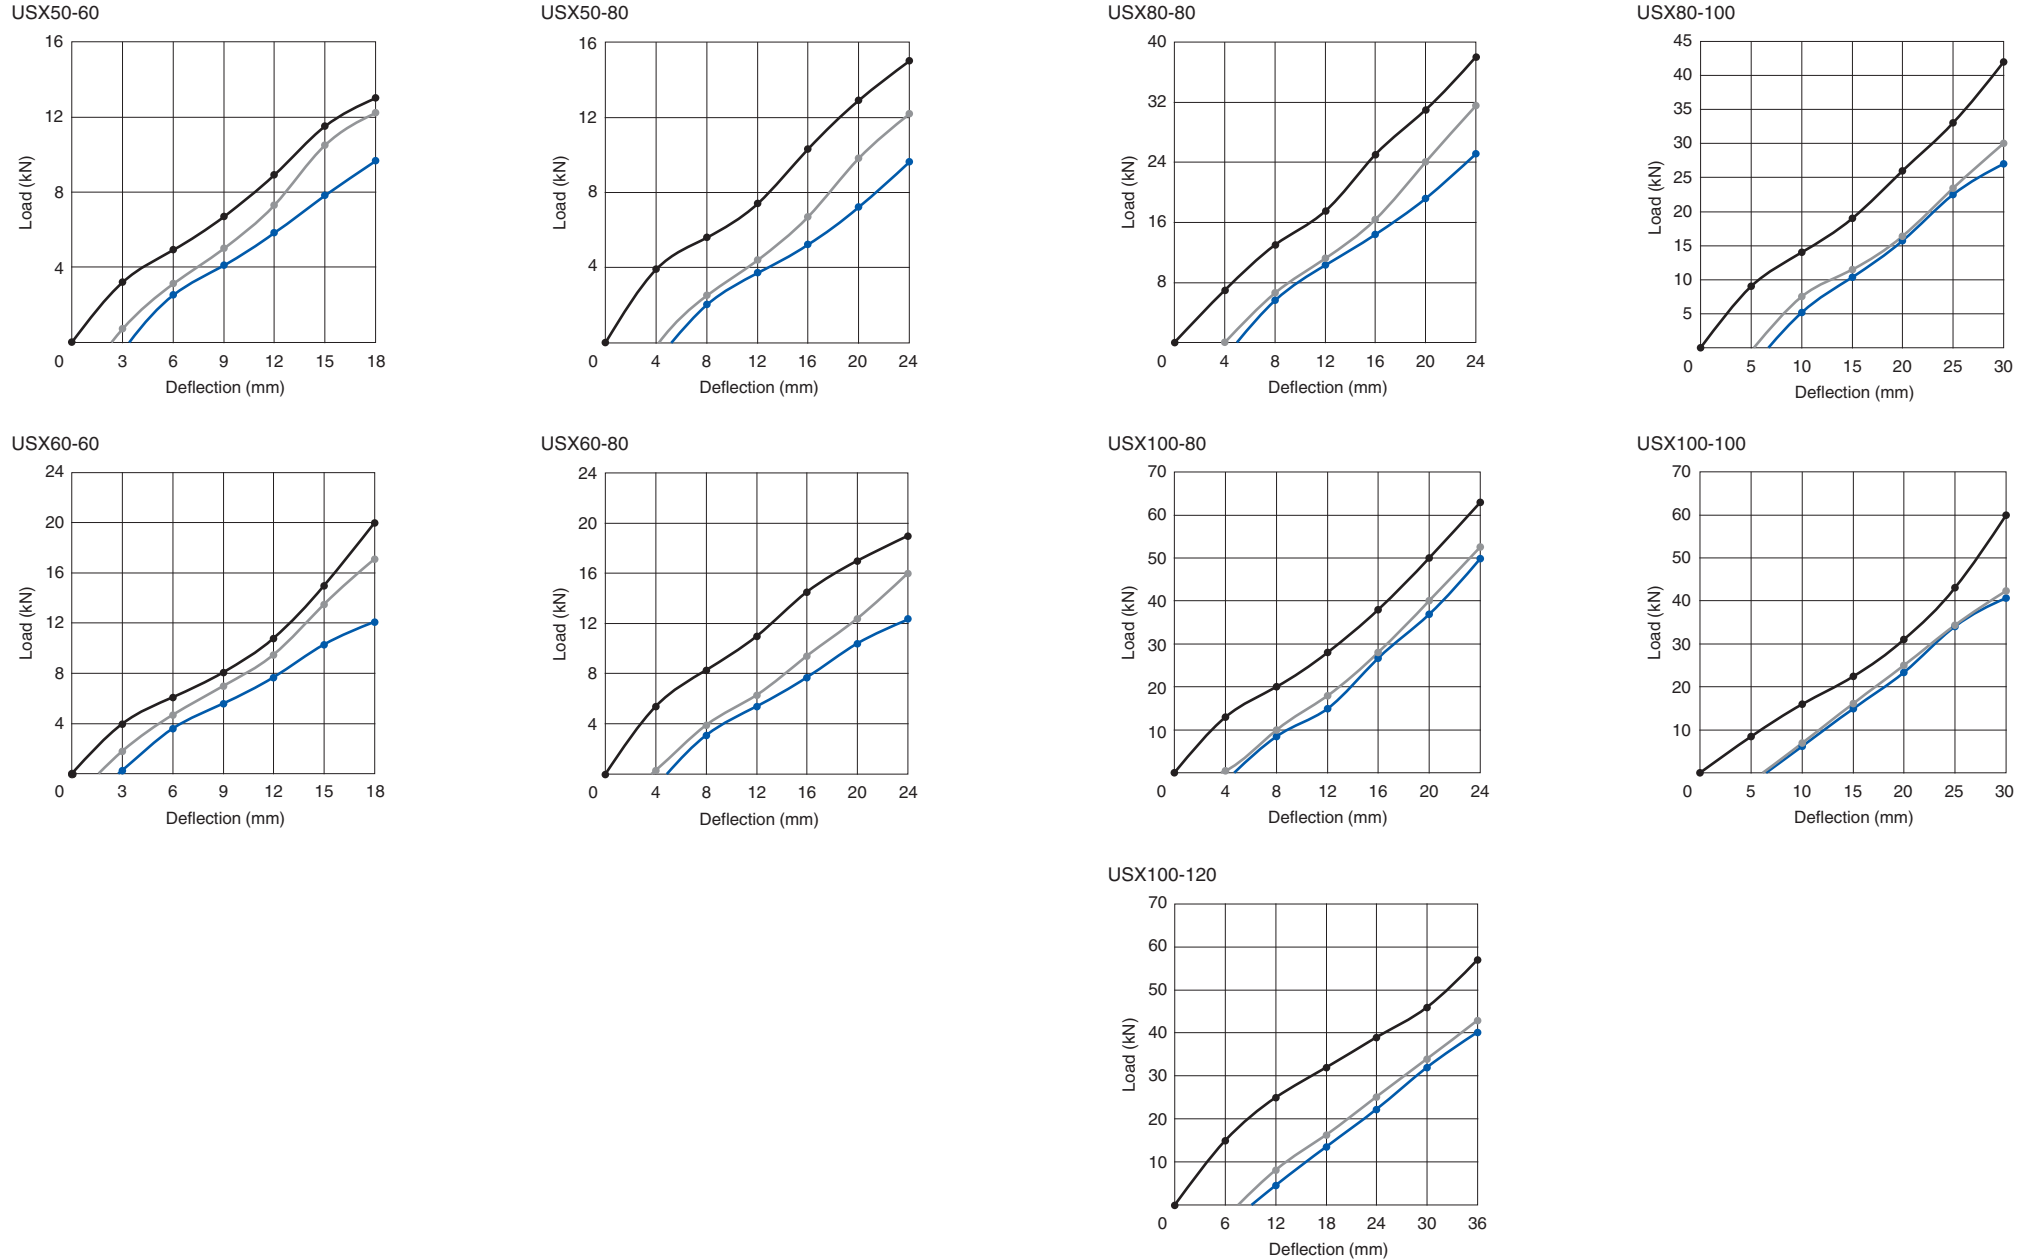 USX50-60
16
12
8
4
0 3 6 9 12 15 18
Load (kN)
Deflection (mm)
USX50-80
16
12
8
4
0 4 8 12 16 20 24
Load (kN)
Deflection (mm)
USX80-80
40
32
24
16
8
0 4 8 12 16 20 24
Load (kN)
Deflection (mm)
USX80-100
45
40
35
30
25
20
15
10
5
0 5 10 15 20 25 30
Load (kN)
Deflection (mm)
USX60-60
24
20
16
12
8
4
0 3 6 9 12 15 18
Load (kN)
Deflection (mm)
USX60-80
24
20
16
12
8
4
0 4 8 12 16 20 24
Load (kN)
Deflection (mm)
USX100-80
70
60
50
40
30
20
10
0 4 8 12 16 20 24
Load (kN)
Deflection (mm)
USX100-100
70
60
50
40
30
20
10
0 5 10 15 20 25 30
Load (kN)
Deflection (mm)
USX100-120
70
60
50
40
30
20
10
0 6 12 18 24 30 36
Load (kN)
Deflection (mm)